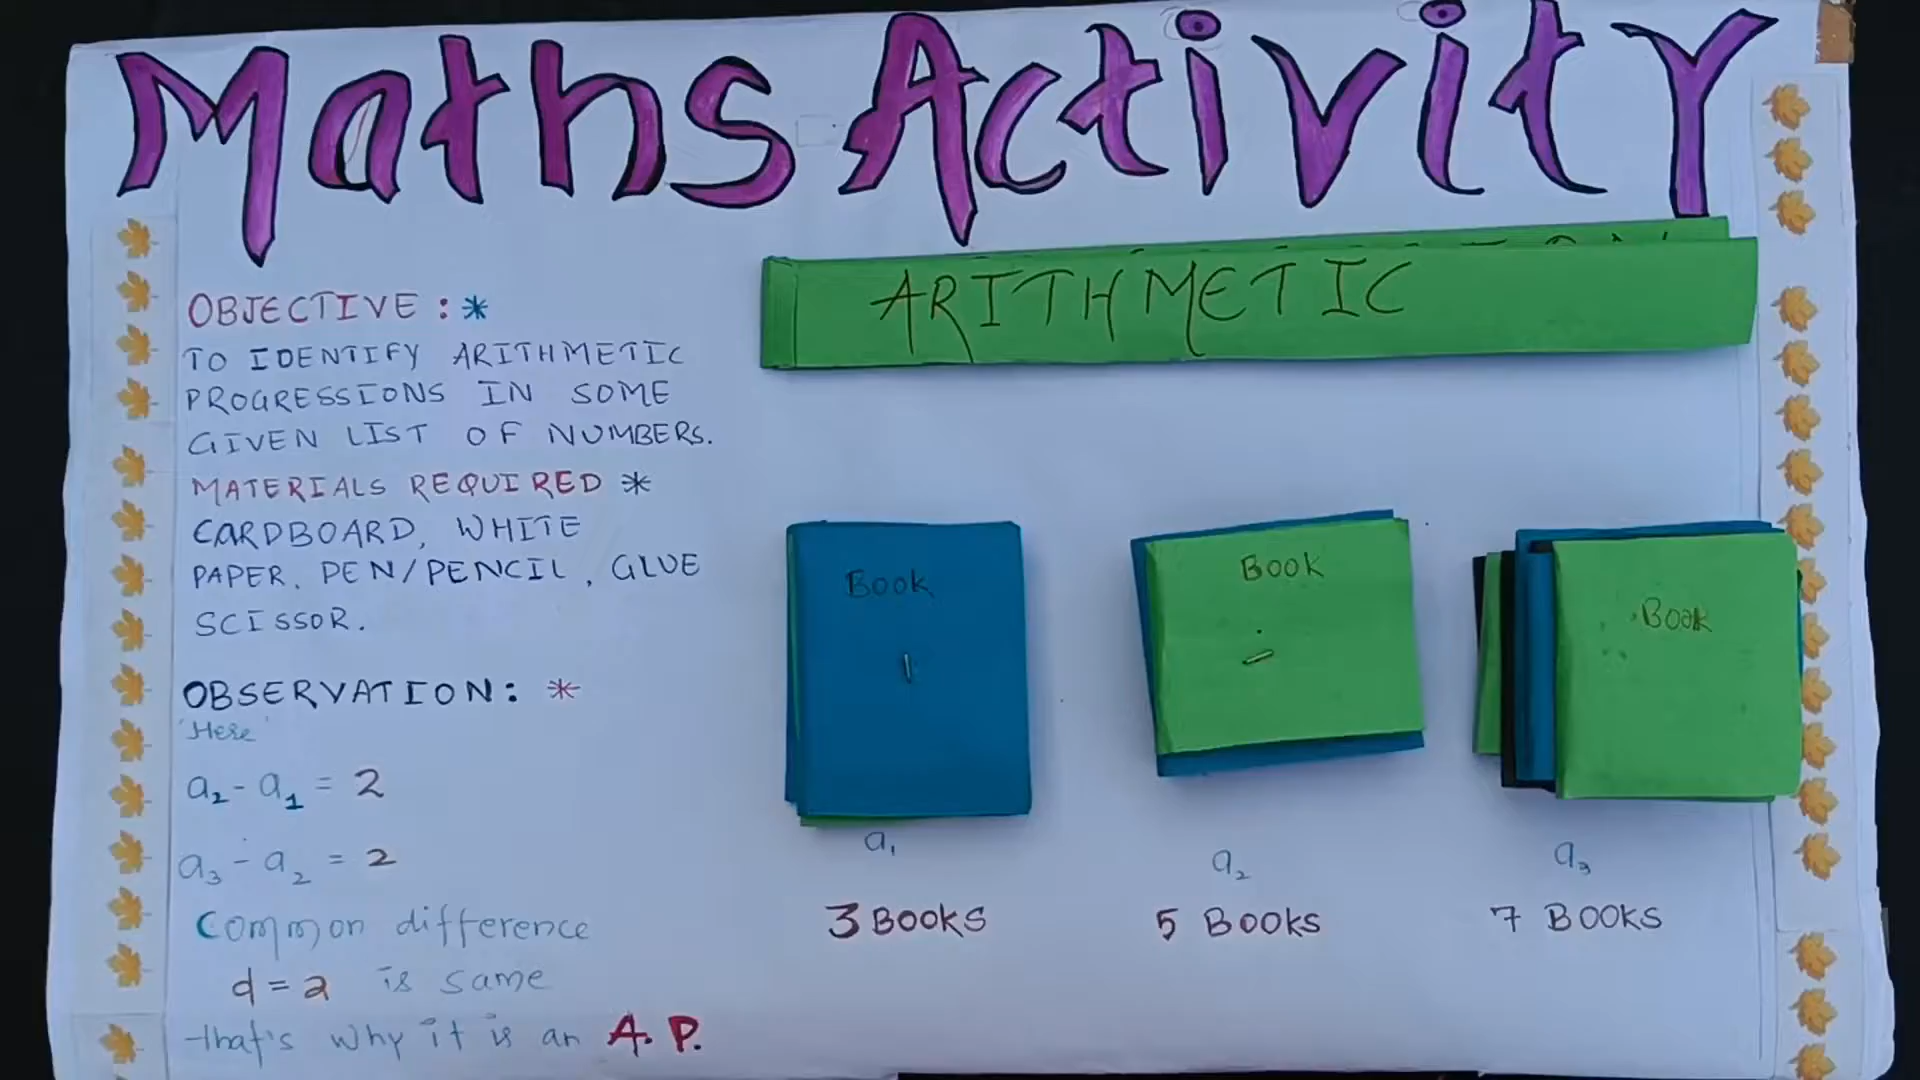 Maths Activity
ARITHMETIC
OBJECTIVE : *
TO IDENTIFY ARITHMETIC
PROGRESSIONS IN SOME
GIVEN LIST OF NUMBERS.
MATERIALS REQUIRED *
CARDBOARD, WHITE
PAPER, PEN/PENCIL, GLUE
SCISSOR.
OBSERVATION: *
'Here'
a₂ - a₁ = 2
a₃ - a₂ = 2
Common difference
d = 2 is same
that's why it is an A. P.
Book
Book
Book
a₁
a₂
a₃
3 BOOKS
5 BOOKS
7 BOOKS